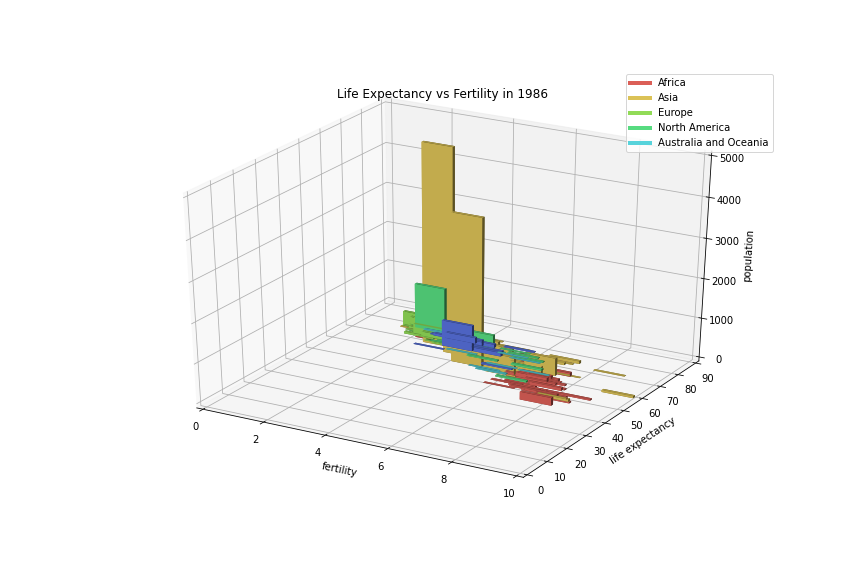 Life Expectancy vs Fertility in 1986
Africa
Asia
Europe
North America
Australia and Oceania
5000
4000
3000
2000
1000
0
population
90
80
70
60
50
40
30
20
10
0
life expectancy
0
2
4
6
8
10
fertility